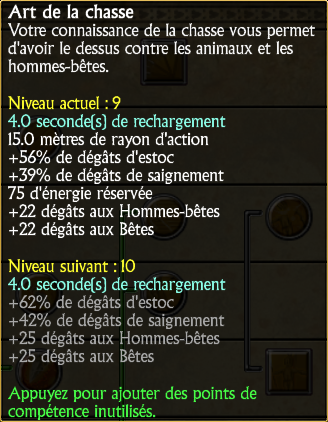 Art de la chasse
Votre connaissance de la chasse vous permet
d'avoir le dessus contre les animaux et les
hommes-bêtes.
Niveau actuel : 9
4.0 seconde(s) de rechargement
15.0 mètres de rayon d'action
+56% de dégâts d'estoc
+39% de dégâts de saignement
75 d'énergie réservée
+22 dégâts aux Hommes-bêtes
+22 dégâts aux Bêtes
Niveau suivant : 10
4.0 seconde(s) de rechargement
+62% de dégâts d'estoc
+42% de dégâts de saignement
+25 dégâts aux Hommes-bêtes
+25 dégâts aux Bêtes
Appuyez pour ajouter des points de
compétence inutilisés.